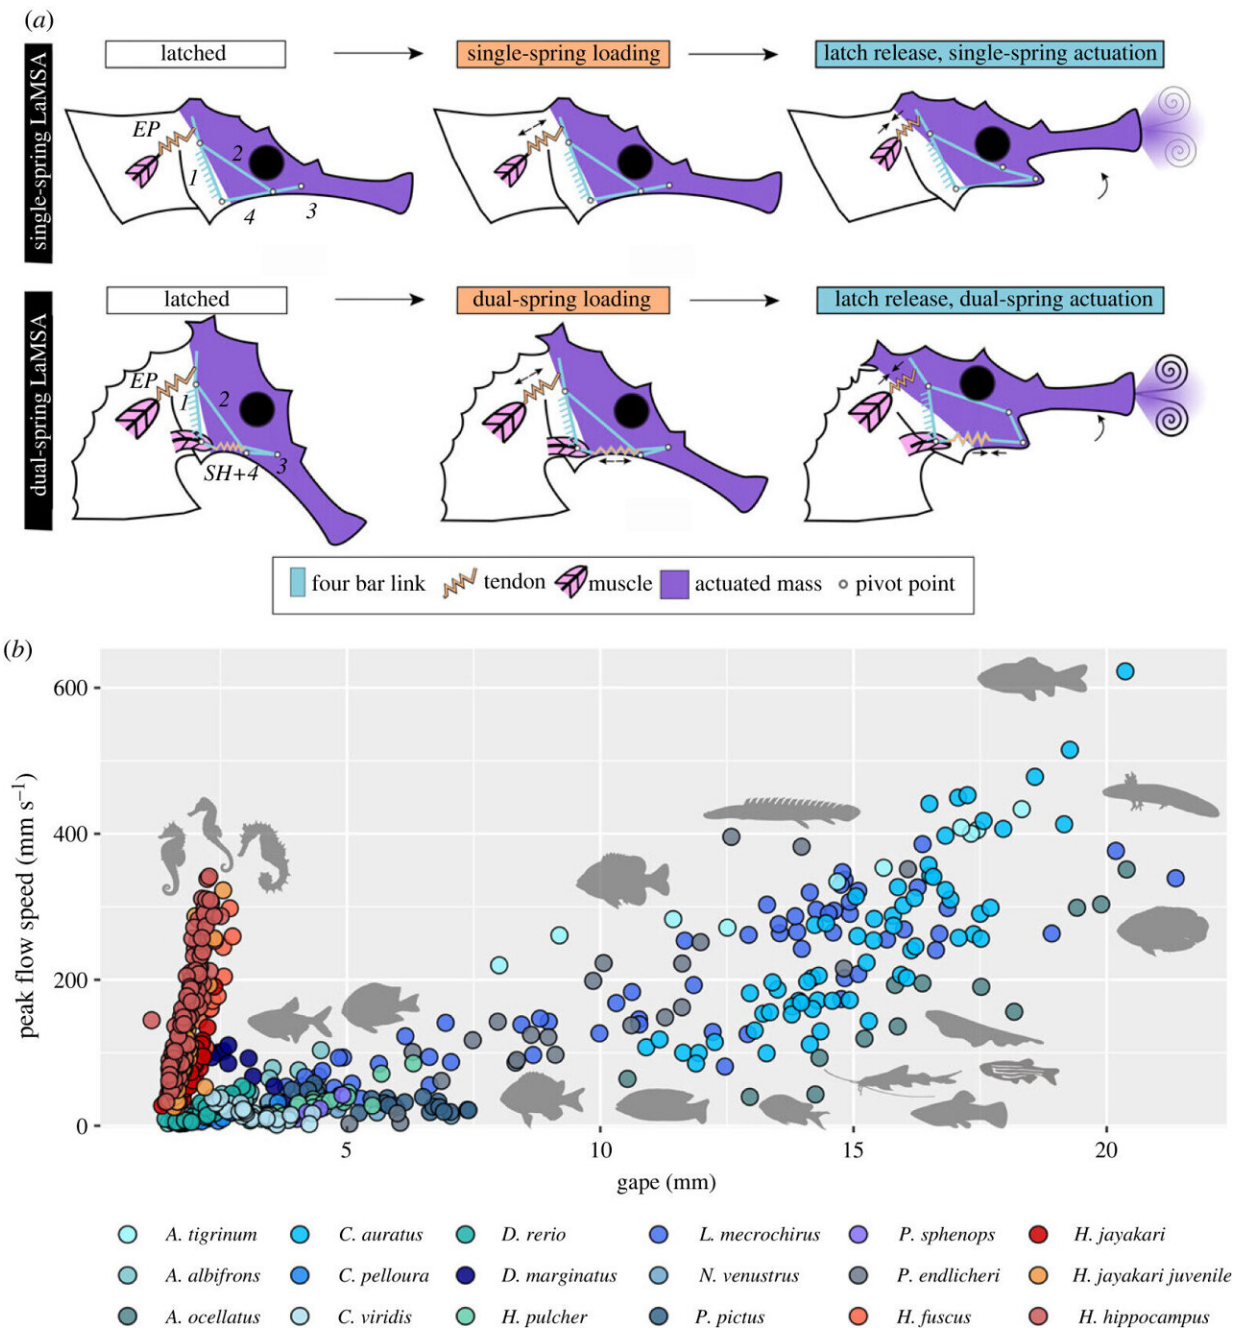 (a)
single-spring LaMSA
latched
single-spring loading
latch release, single-spring actuation
EP
2
1
4
3
dual-spring LaMSA
latched
dual-spring loading
latch release, dual-spring actuation
EP
1
2
SH+4
3
four bar link
tendon
muscle
actuated mass
pivot point
(b)
peak flow speed (mm s⁻¹)
600
400
200
0
5
10
15
20
gape (mm)
A. tigrinum
C. auratus
D. rerio
L. mecrochirus
P. sphenops
H. jayakari
A. albifrons
C. pelloura
D. marginatus
N. venustrus
P. endlicheri
H. jayakari juvenile
A. ocellatus
C. viridis
H. pulcher
P. pictus
H. fuscus
H. hippocampus